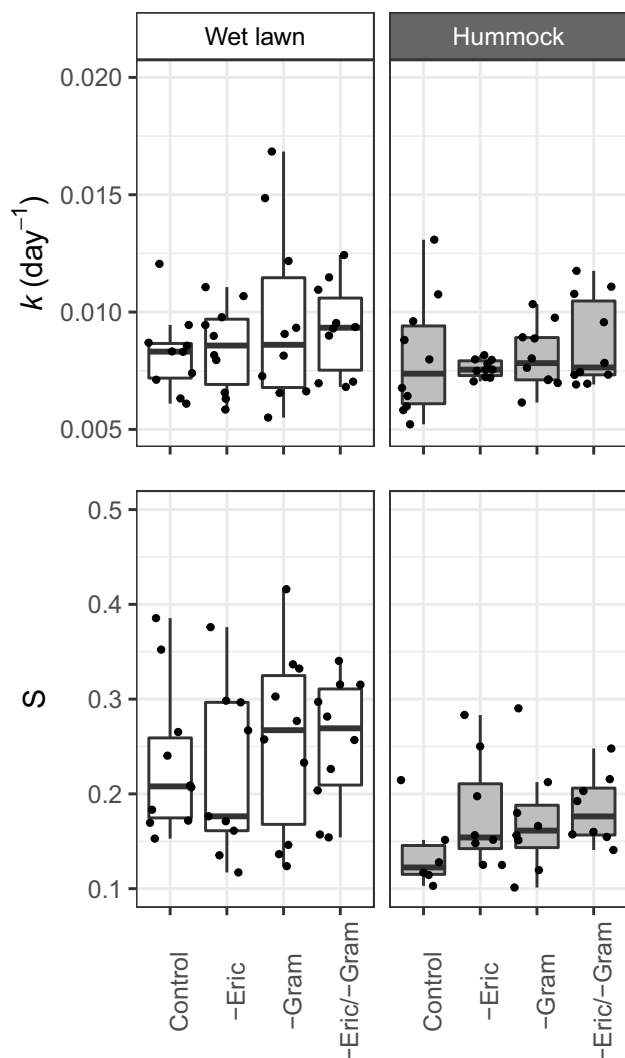 Wet lawn Hummock
k (day⁻¹)
0.020
0.015
0.010
0.005
S
0.5
0.4
0.3
0.2
0.1
Control −Eric −Gram −Eric/−Gram Control −Eric −Gram −Eric/−Gram